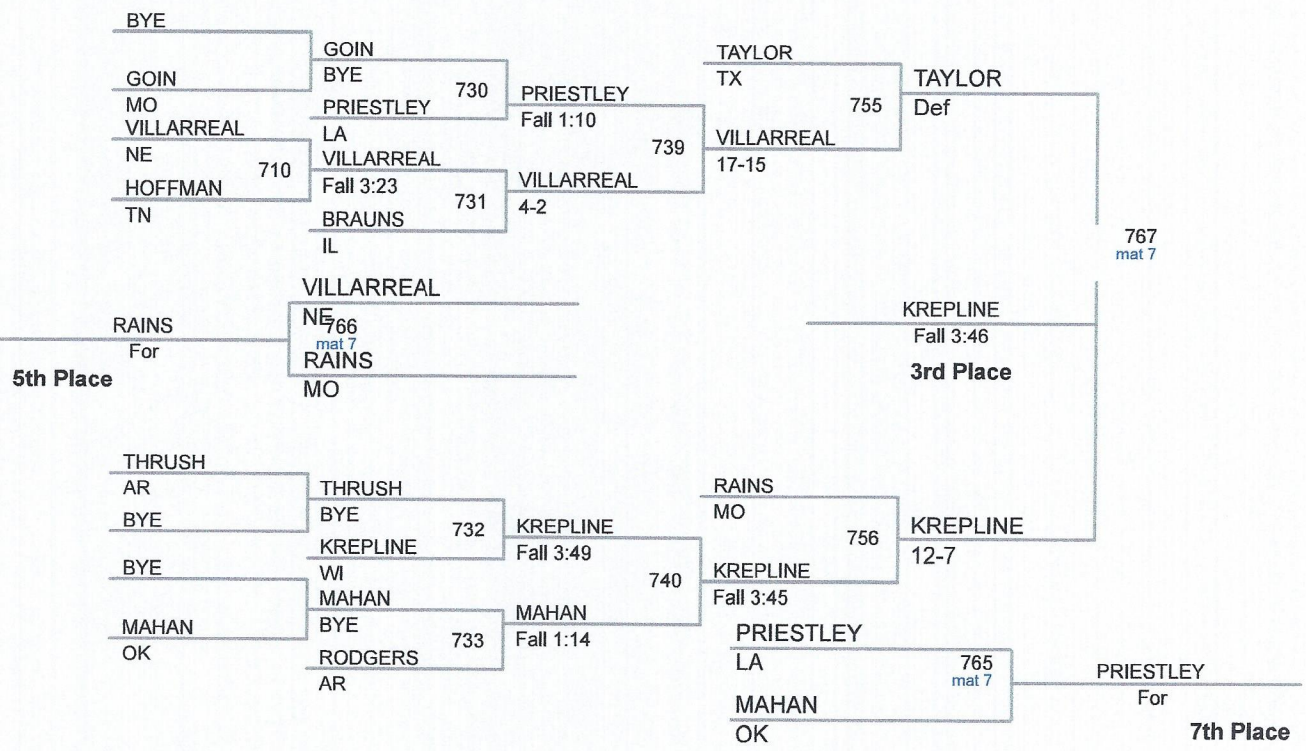 BYE
GOIN
MO
VILLARREAL
NE
HOFFMAN
TN
710
GOIN
BYE
PRIESTLEY
LA
730
VILLARREAL
Fall 3:23
BRAUNS
IL
731
PRIESTLEY
Fall 1:10
VILLARREAL
4-2
739
TAYLOR
TX
VILLARREAL
17-15
755
TAYLOR
Def
767
mat 7
KREPLINE
Fall 3:46
3rd Place
VILLARREAL
NE
766
mat 7
RAINS
MO
RAINS
For
5th Place
THRUSH
AR
BYE
BYE
MAHAN
OK
THRUSH
BYE
KREPLINE
WI
732
MAHAN
BYE
RODGERS
AR
733
KREPLINE
Fall 3:49
MAHAN
Fall 1:14
740
RAINS
MO
KREPLINE
Fall 3:45
756
KREPLINE
12-7
PRIESTLEY
LA
765
mat 7
MAHAN
OK
PRIESTLEY
For
7th Place